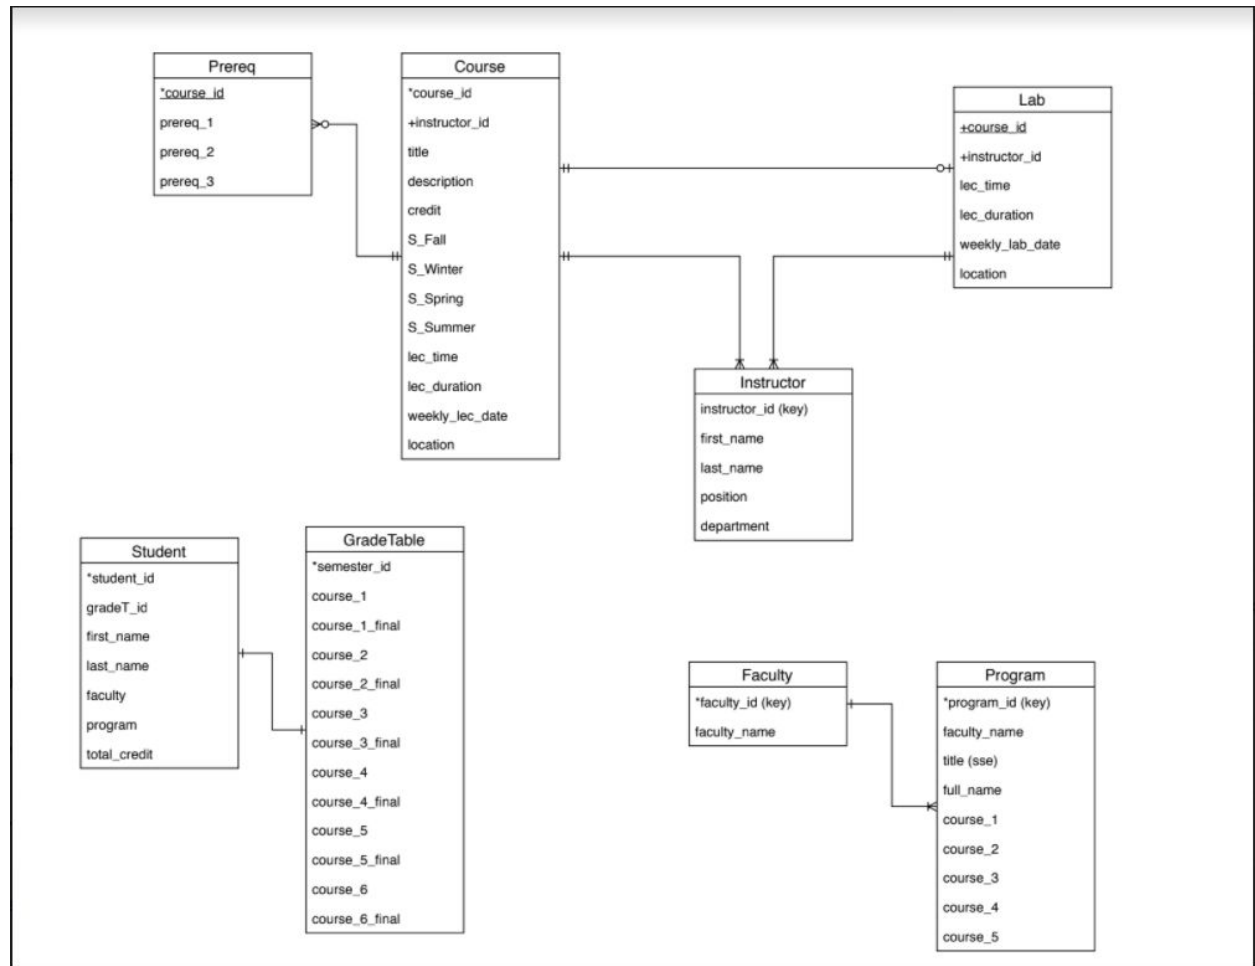 Prereq
*course_id
prereq_1
prereq_2
prereq_3
Course
*course_id
+instructor_id
title
description
credit
S_Fall
S_Winter
S_Spring
S_Summer
lec_time
lec_duration
weekly_lec_date
location
Lab
+course_id
+instructor_id
lec_time
lec_duration
weekly_lab_date
location
Instructor
instructor_id (key)
first_name
last_name
position
department
Student
*student_id
gradeT_id
first_name
last_name
faculty
program
total_credit
GradeTable
*semester_id
course_1
course_1_final
course_2
course_2_final
course_3
course_3_final
course_4
course_4_final
course_5
course_5_final
course_6
course_6_final
Faculty
*faculty_id (key)
faculty_name
Program
*program_id (key)
faculty_name
title (sse)
full_name
course_1
course_2
course_3
course_4
course_5